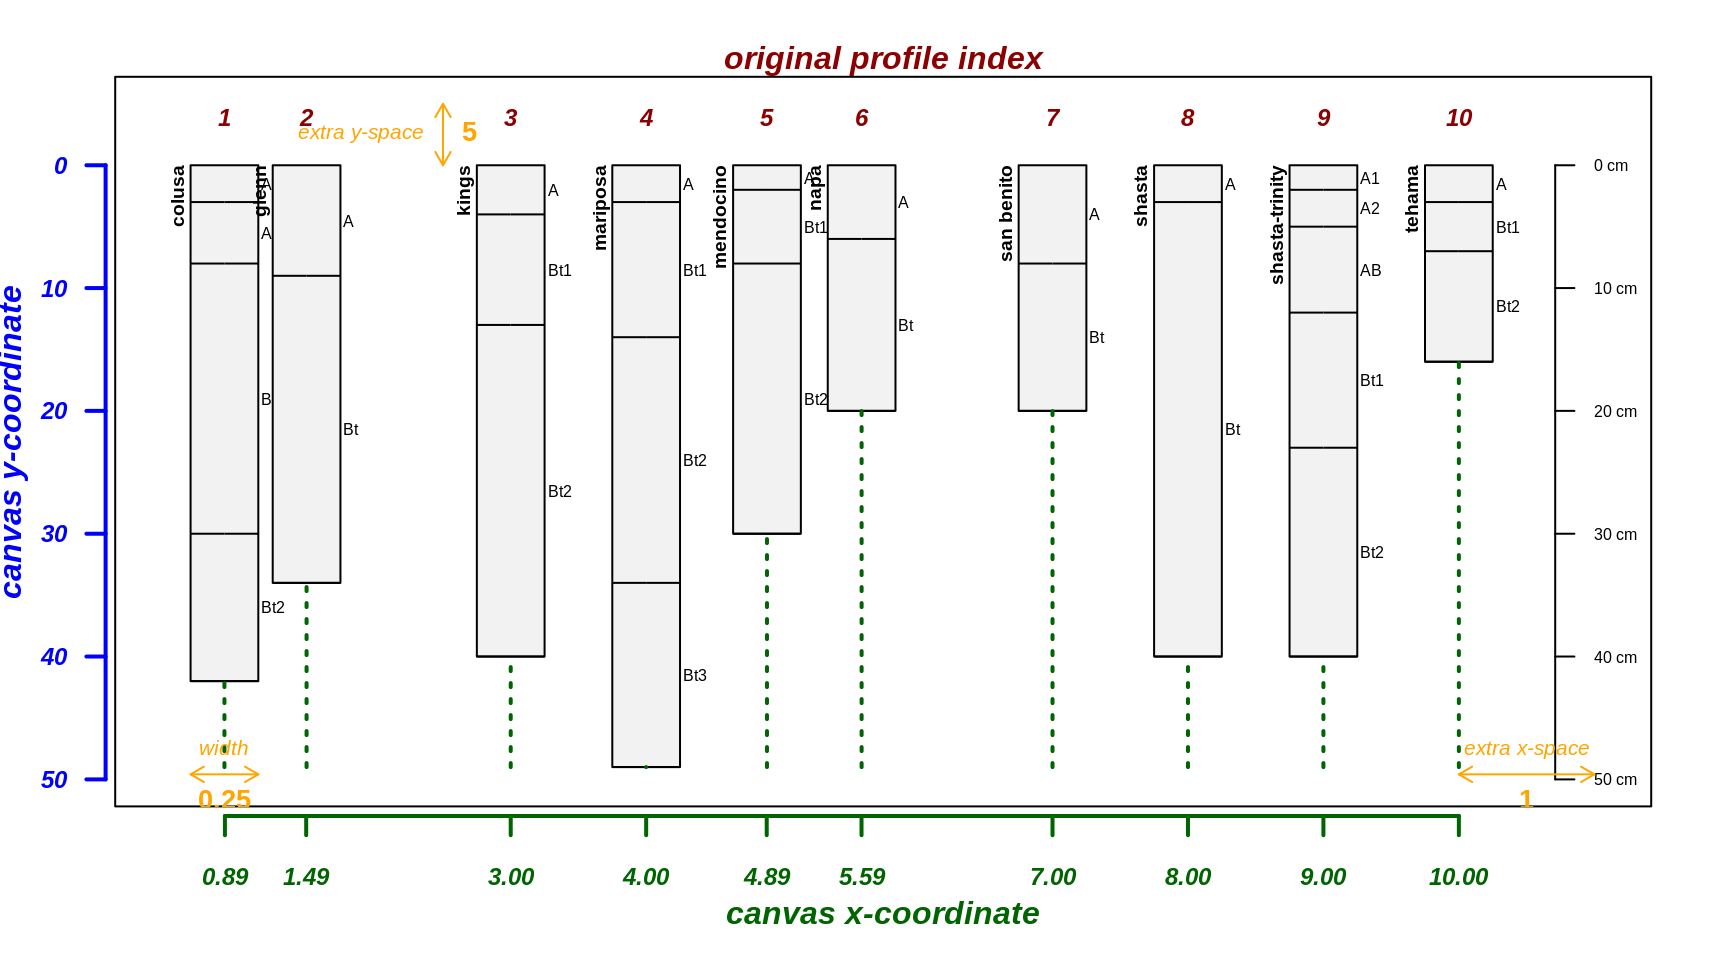 original profile index
1 2 3 4 5 6 7 8 9 10
extra y-space 5
canvas y-coordinate
0
10
20
30
40
50
colusa
A
A
Bt2
glenn
A
Bt
kings
A
Bt1
Bt2
mariposa
A
Bt1
Bt2
Bt3
mendocino
A
Bt1
Bt2
napa
A
Bt
san benito
A
Bt
shasta
A
Bt
shasta-trinity
A1
A2
AB
Bt1
Bt2
tehama
A
Bt1
Bt2
0 cm
10 cm
20 cm
30 cm
40 cm
50 cm
width
0.25
extra x-space
1
0.89 1.49 3.00 4.00 4.89 5.59 7.00 8.00 9.00 10.00
canvas x-coordinate